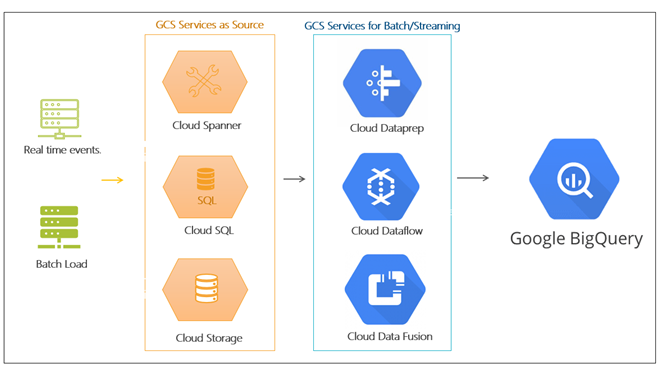 GCS Services as Source
GCS Services for Batch/Streaming
Real time events.
Batch Load
Cloud Spanner
SQL
Cloud SQL
Cloud Storage
Cloud Dataprep
Cloud Dataflow
Cloud Data Fusion
Google BigQuery